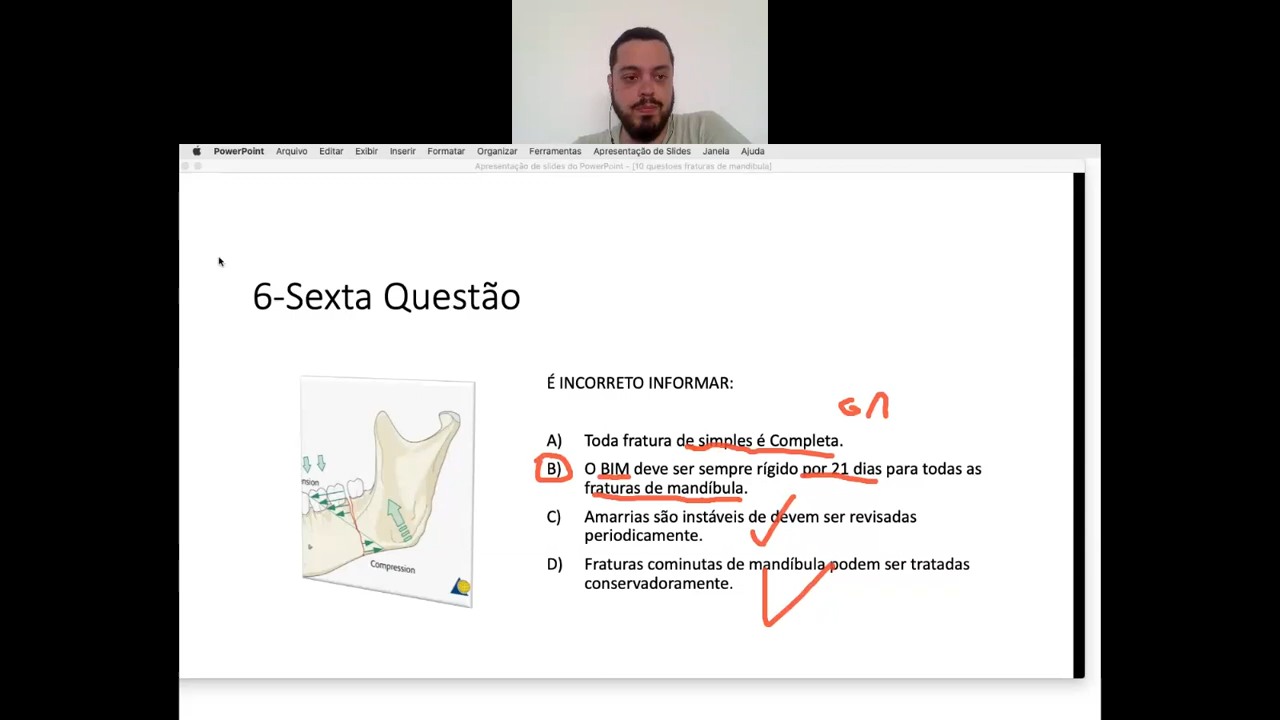 PowerPoint Arquivo Editar Exibir Inserir Formatar Organizar Ferramentas Apresentação de Slides Janela Ajuda
Apresentação de slides do PowerPoint - [10 questoes fraturas de mandibula]
6-Sexta Questão
É INCORRETO INFORMAR:
A) Toda fratura de simples é Completa.
B) O BIM deve ser sempre rígido por 21 dias para todas as
fraturas de mandíbula.
C) Amarrias são instáveis de devem ser revisadas
periodicamente.
D) Fraturas cominutas de mandíbula podem ser tratadas
conservadoramente.
nsion
Compression